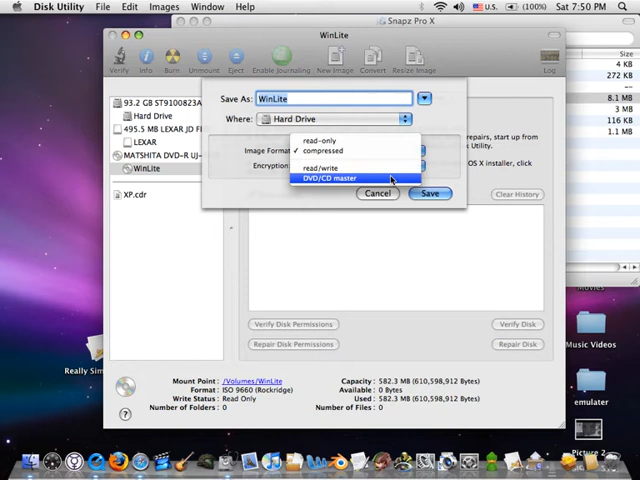 Disk Utility File Edit Images Window Help
U.S. (100%) Sat 7:50 PM
Snapz Pro X
WinLite
Verify Info Burn Unmount Eject Enable Journaling New Image Convert Resize Image Log
Size
4 KB
272 KB
8.1 MB
3 MB
116 KB
1.1 MB
93.2 GB ST9100823A
Hard Drive
495.5 MB LEXAR JD
LEXAR
MATSHITA DVD-R UJ-
WinLite
XP.cdr
Save As: WinLite
Where: Hard Drive
Image Format: ✓ compressed
read-only
read/write
DVD/CD master
Encryption:
Cancel Save
repairs, start up from
Utility.
OS X installer, click
Clear History
Verify Disk Permissions Verify Disk
Repair Disk Permissions Repair Disk
Mount Point : /Volumes/WinLite
Format : ISO 9660 (Rockridge)
Write Status : Read Only
Number of Folders : 0
Capacity : 582.3 MB (610,598,912 Bytes)
Available : 0 Bytes
Used : 582.3 MB (610,598,912 Bytes)
Number of Files : 0
?
Really Sim
Movies
Music Videos
emulater
Picture 2